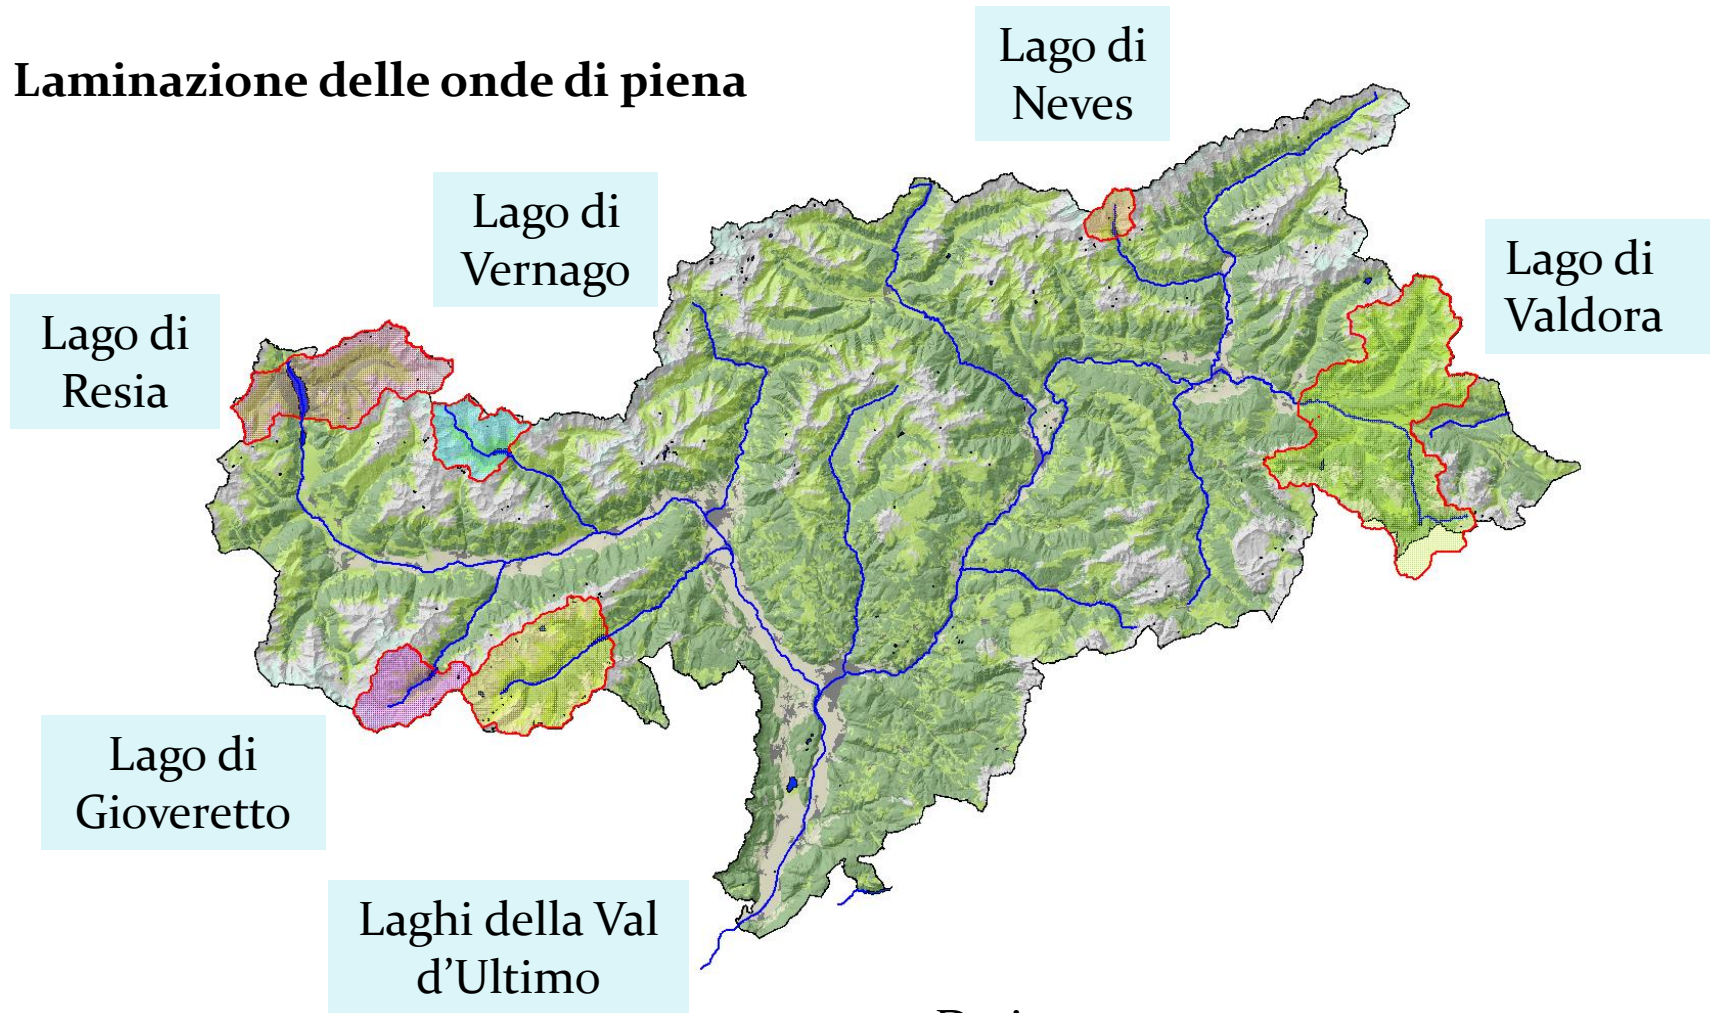 Laminazione delle onde di piena
Lago di
Neves
Lago di
Vernago
Lago di
Valdora
Lago di
Resia
Lago di
Gioveretto
Laghi della Val
d’Ultimo